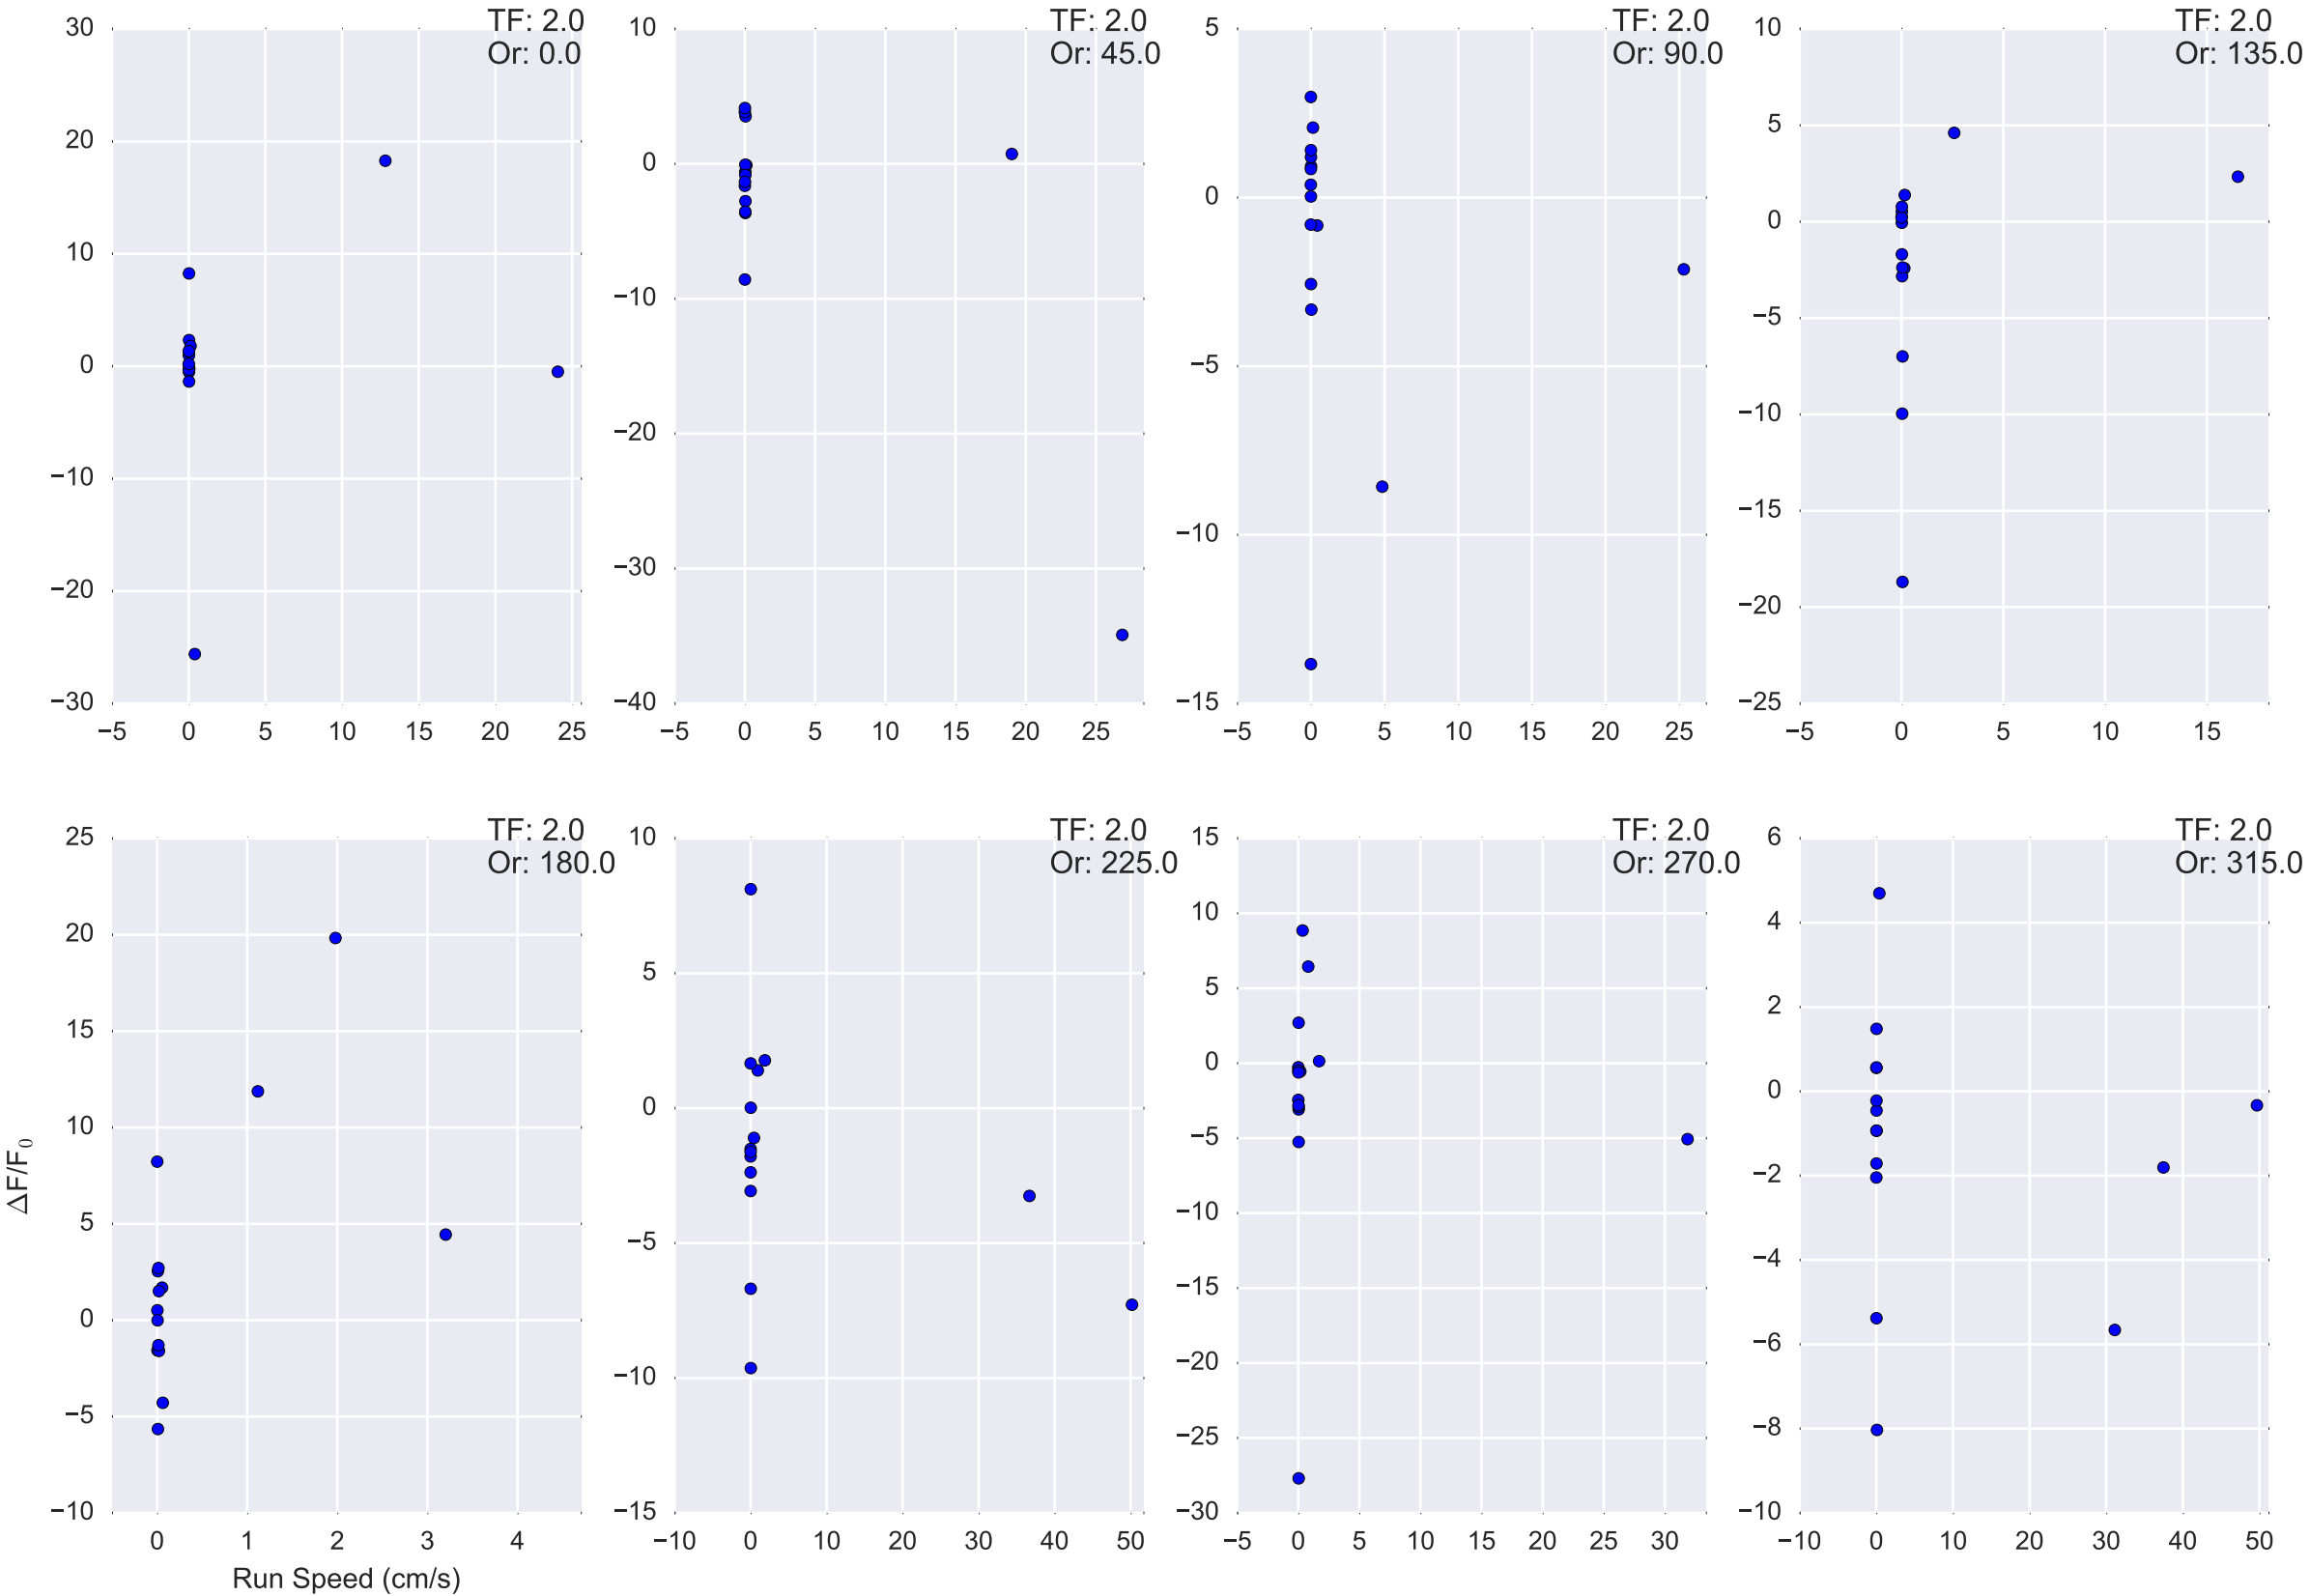 TF: 2.0
Or: 0.0
30
20
10
0
−10
−20
−30
−5 0 5 10 15 20 25
TF: 2.0
Or: 45.0
10
0
−10
−20
−30
−40
−5 0 5 10 15 20 25
TF: 2.0
Or: 90.0
5
0
−5
−10
−15
−5 0 5 10 15 20 25
TF: 2.0
Or: 135.0
10
5
0
−5
−10
−15
−20
−25
−5 0 5 10 15
TF: 2.0
Or: 180.0
25
20
15
10
5
0
−5
−10
0 1 2 3 4
ΔF/F₀
Run Speed (cm/s)
TF: 2.0
Or: 225.0
10
5
0
−5
−10
−15
−10 0 10 20 30 40 50
TF: 2.0
Or: 270.0
15
10
5
0
−5
−10
−15
−20
−25
−30
−5 0 5 10 15 20 25 30
TF: 2.0
Or: 315.0
6
4
2
0
−2
−4
−6
−8
−10
−10 0 10 20 30 40 50